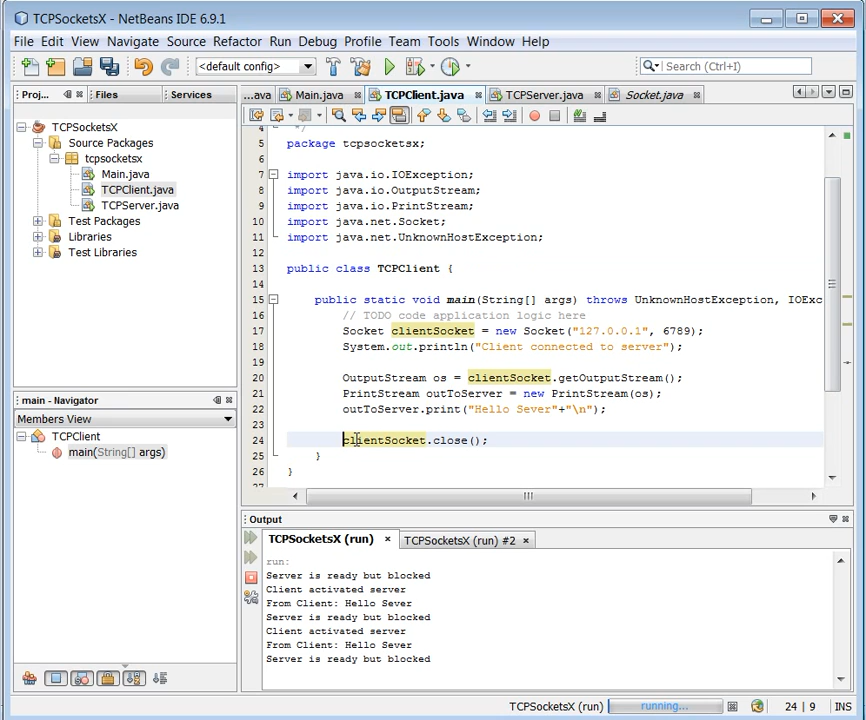 TCPSocketsX - NetBeans IDE 6.9.1
File Edit View Navigate Source Refactor Run Debug Profile Team Tools Window Help
<default config>
Search (Ctrl+I)
Proj... Files Services
...ava Main.java TCPClient.java TCPServer.java Socket.java
TCPSocketsX
Source Packages
tcpsocketsx
Main.java
TCPClient.java
TCPServer.java
Test Packages
Libraries
Test Libraries
4 */
5 package tcpsocketsx;
6
7 import java.io.IOException;
8 import java.io.OutputStream;
9 import java.io.PrintStream;
10 import java.net.Socket;
11 import java.net.UnknownHostException;
12
13 public class TCPClient {
14
15 public static void main(String[] args) throws UnknownHostException, IOExc
16 // TODO code application logic here
17 Socket clientSocket = new Socket("127.0.0.1", 6789);
18 System.out.println("Client connected to server");
19
20 OutputStream os = clientSocket.getOutputStream();
21 PrintStream outToServer = new PrintStream(os);
22 outToServer.print("Hello Sever"+"\n");
23
24 clientSocket.close();
25 }
26 }
27
main - Navigator
Members View
TCPClient
main(String[] args)
Output
TCPSocketsX (run) TCPSocketsX (run) #2
run:
Server is ready but blocked
Client activated server
From Client: Hello Sever
Server is ready but blocked
Client activated server
From Client: Hello Sever
Server is ready but blocked
TCPSocketsX (run) running... 24 | 9 INS